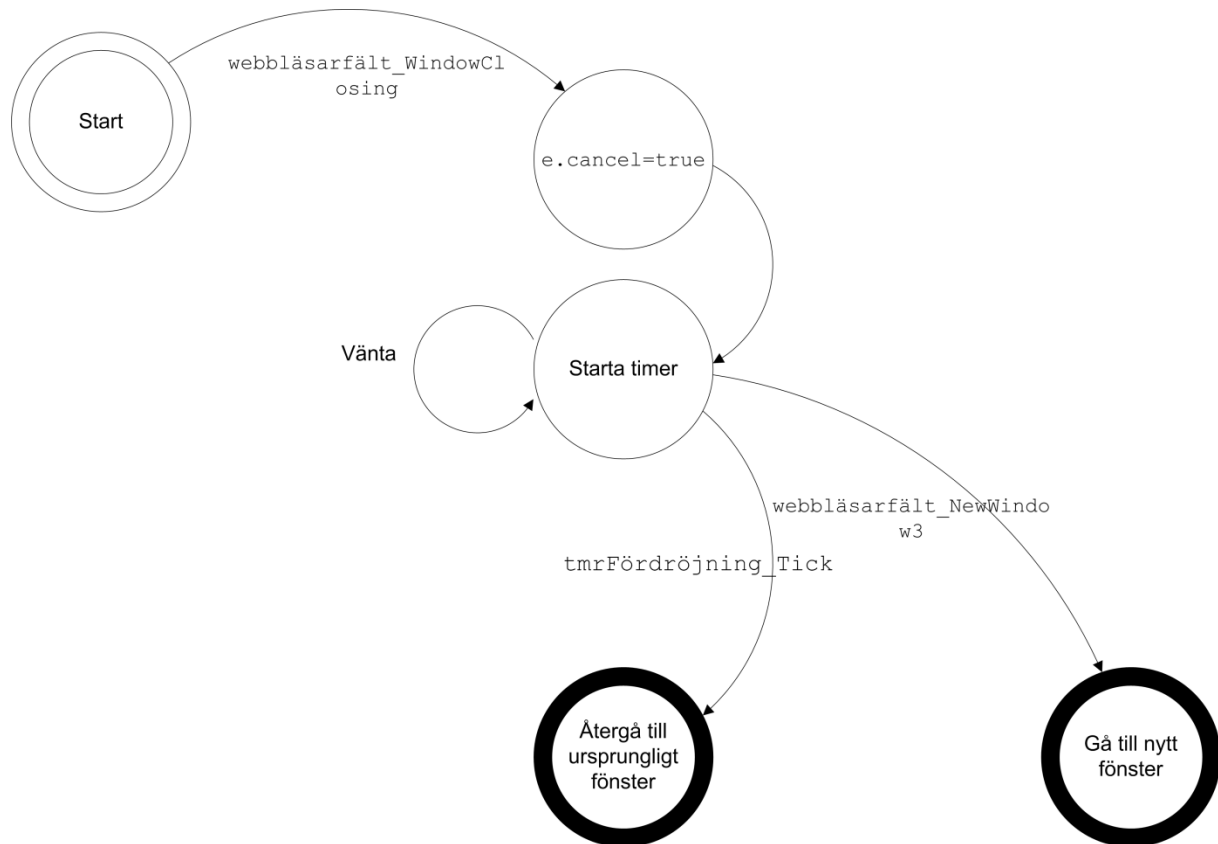 webbläsarfält_WindowCl
osing
Start
e.cancel=true
Vänta
Starta timer
webbläsarfält_NewWindo
w3
tmrFördröjning_Tick
Återgå till
ursprungligt
fönster
Gå till nytt
fönster